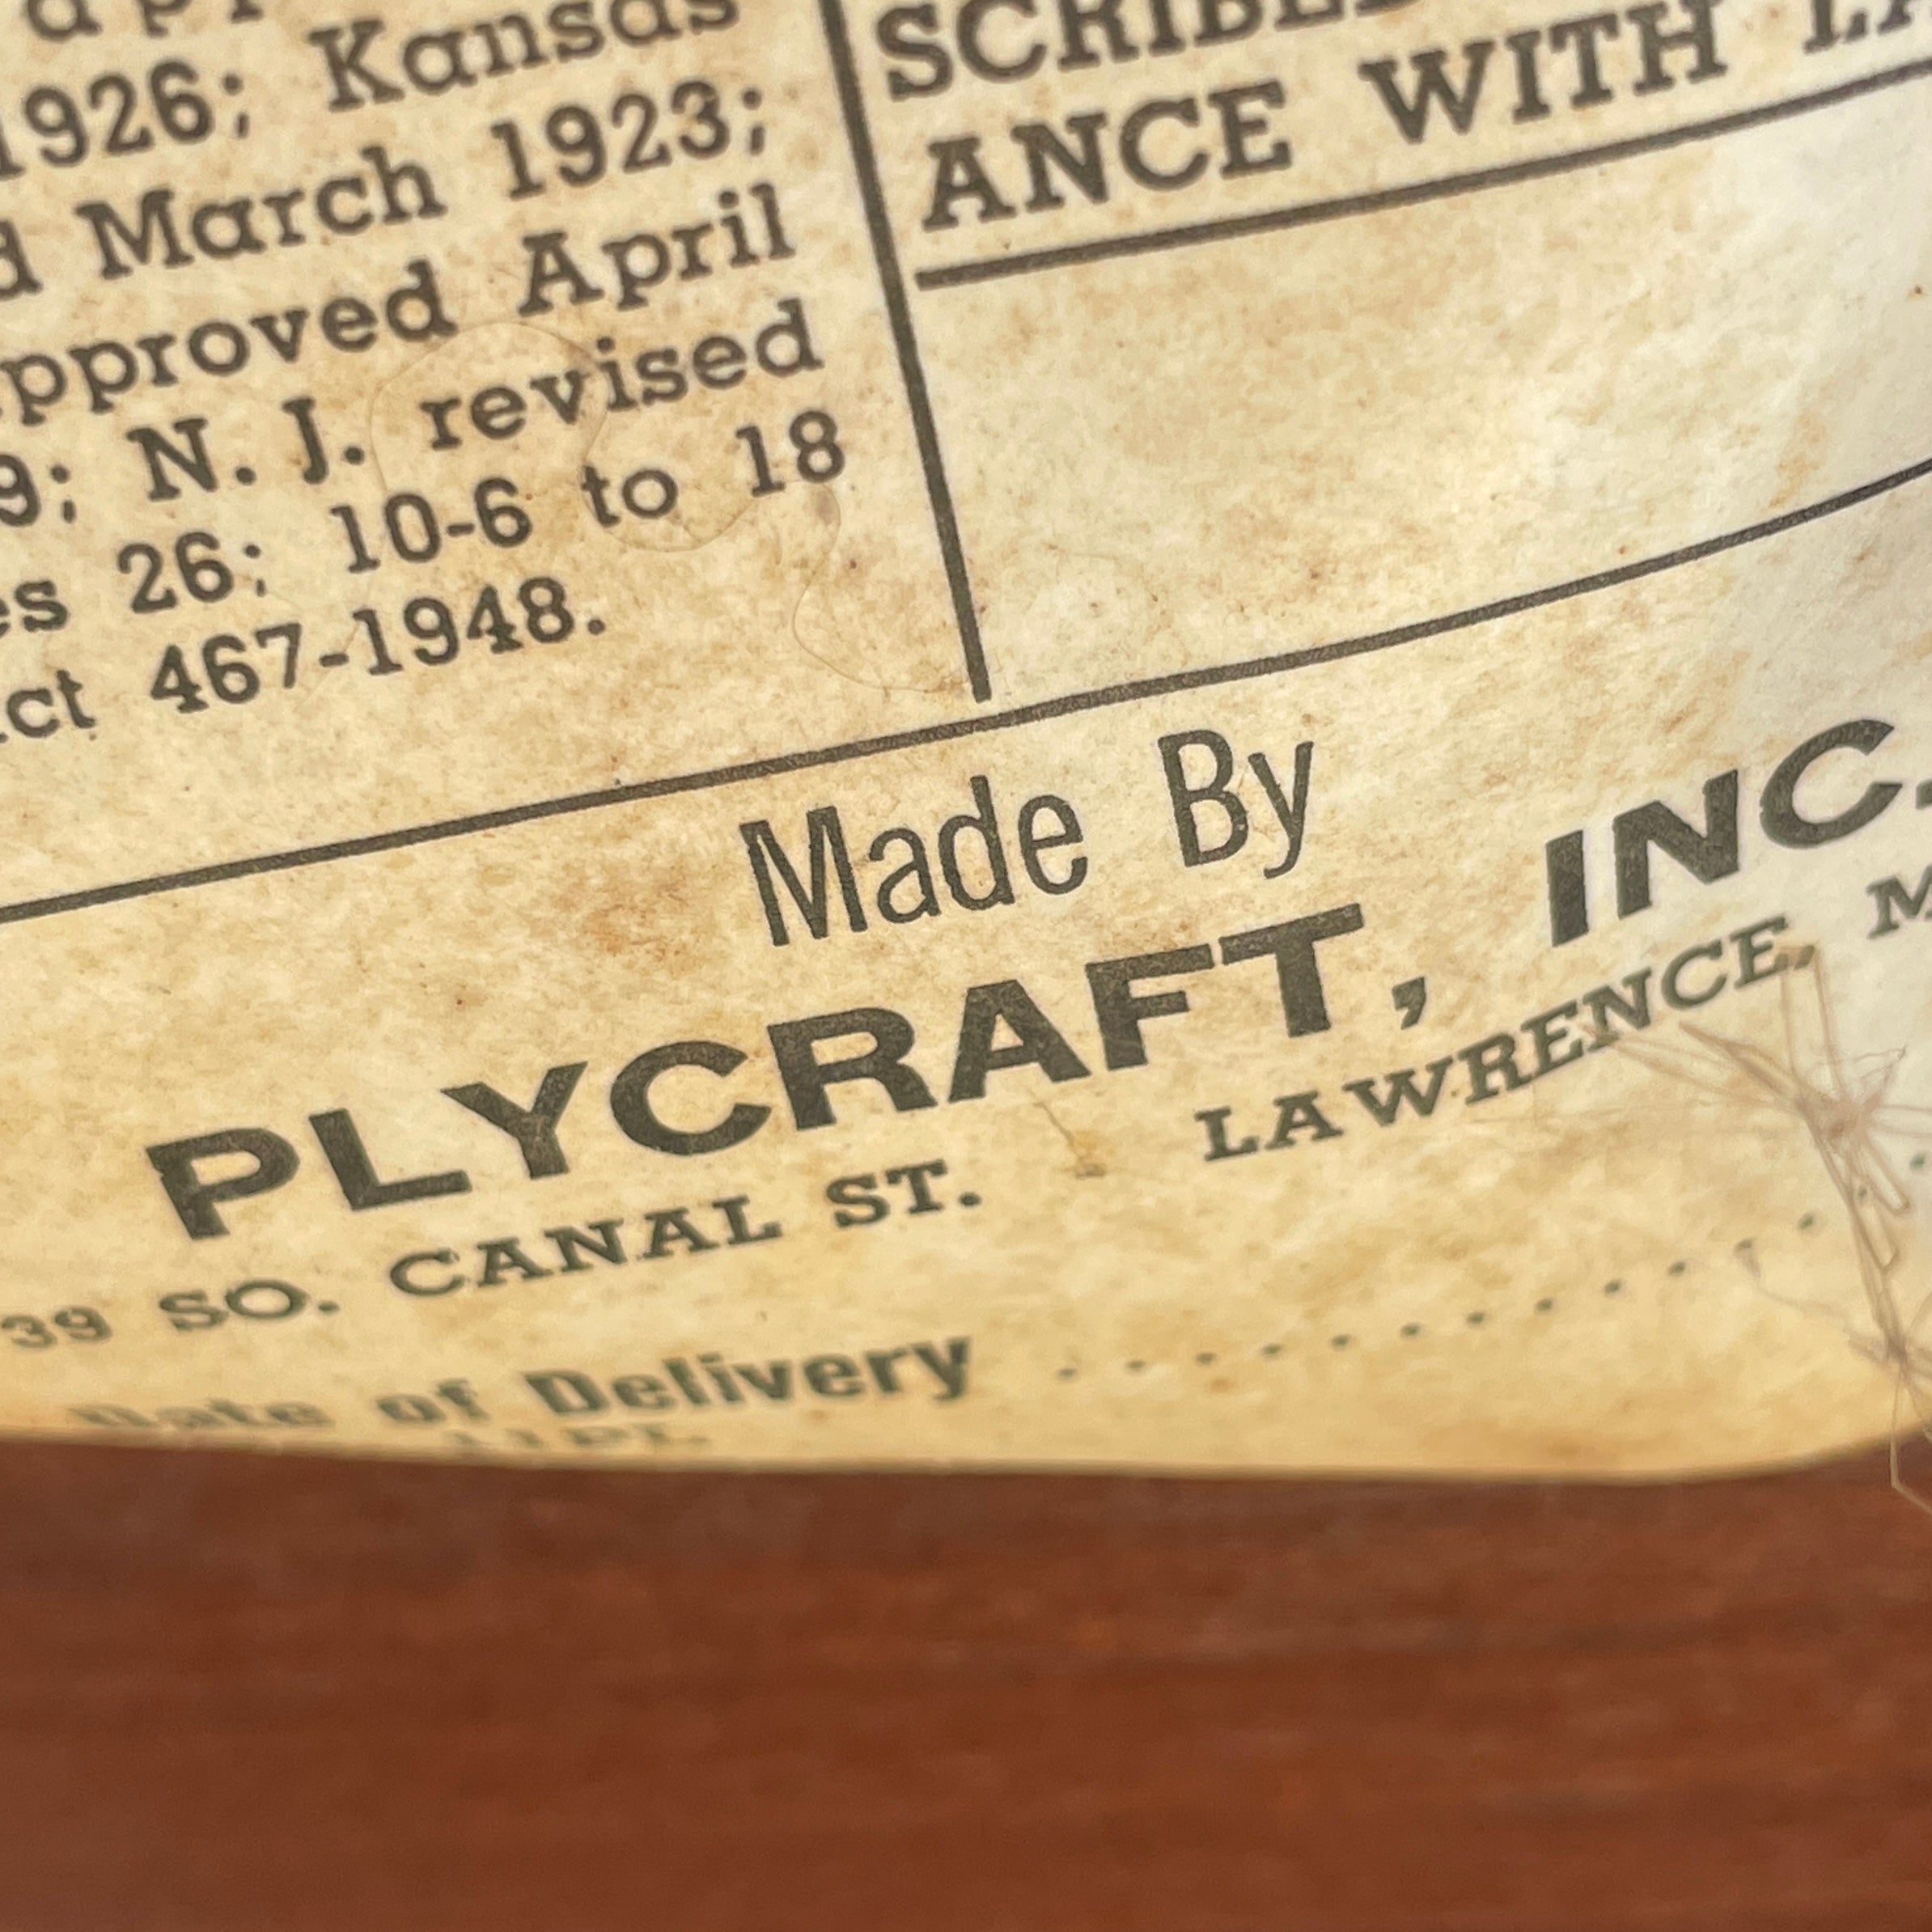 1926; Kansas
March 1923;
pproved April
9; N. J. revised
es 26; 10-6 to 18
ct 467-1948.
SCRIBED
ANCE WITH
Made By
PLYCRAFT, INC.
39 SO. CANAL ST. LAWRENCE, M
Date of Delivery